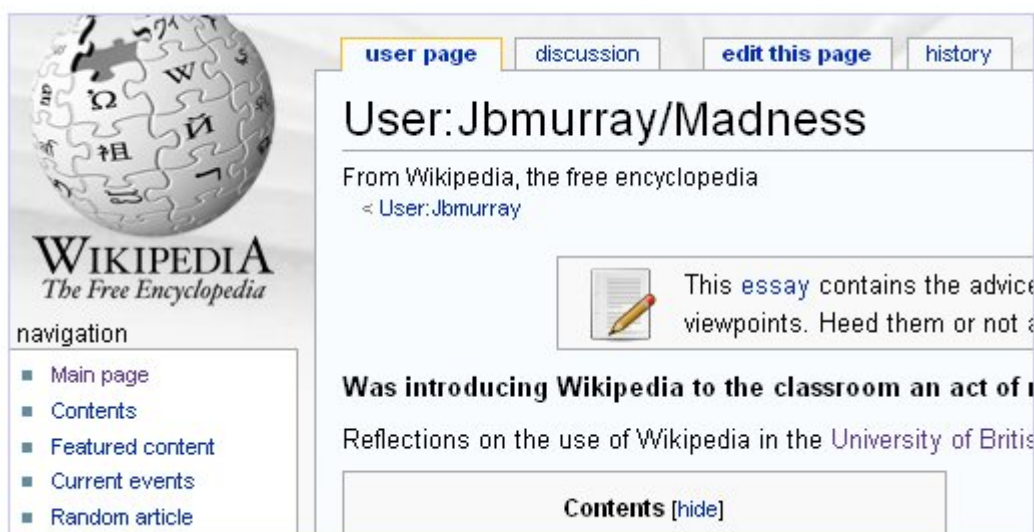 user page
discussion
edit this page
history
User:Jbmurray/Madness
From Wikipedia, the free encyclopedia
< User:Jbmurray
WIKIPEDIA
The Free Encyclopedia
This essay contains the advice
viewpoints. Heed them or not
navigation
Main page
Contents
Featured content
Current events
Random article
Was introducing Wikipedia to the classroom an act of
Reflections on the use of Wikipedia in the University of Britis
Contents [hide]